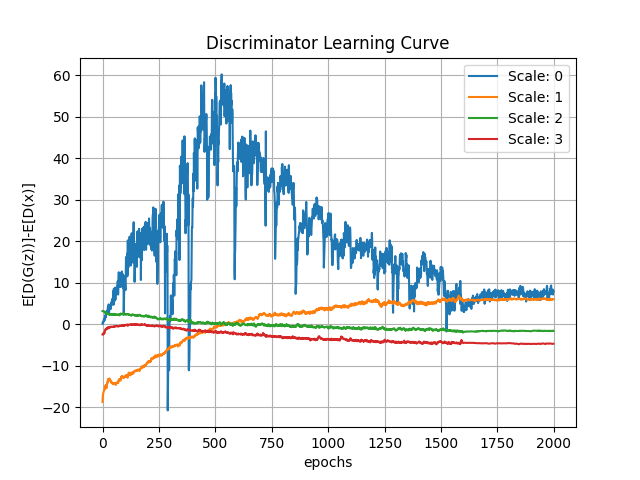 Discriminator Learning Curve
E[D(G(z))]-E[D(x)]
60
50
40
30
20
10
0
−10
−20
Scale: 0
Scale: 1
Scale: 2
Scale: 3
0 250 500 750 1000 1250 1500 1750 2000
epochs